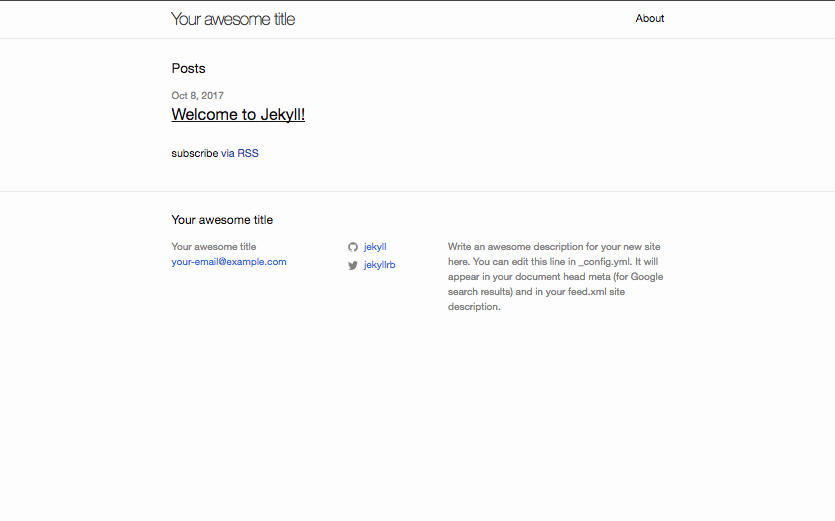 Your awesome title
About
Posts
Oct 8, 2017
Welcome to Jekyll!
subscribe via RSS
Your awesome title
Your awesome title
your-email@example.com
jekyll
jekyllrb
Write an awesome description for your new site
here. You can edit this line in _config.yml. It will
appear in your document head meta (for Google
search results) and in your feed.xml site
description.